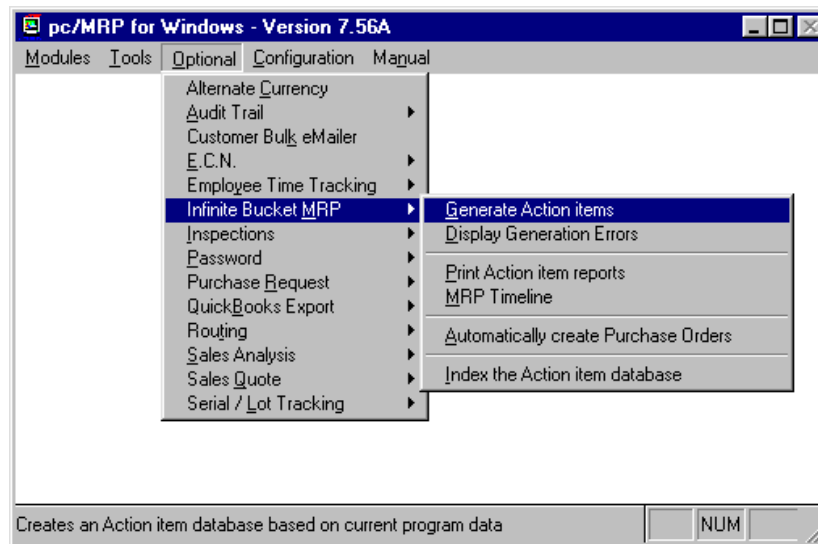 pc/MRP for Windows - Version 7.56A
Modules Tools Optional Configuration Manual
Alternate Currency
Audit Trail
Customer Bulk eMailer
E.C.N.
Employee Time Tracking
Infinite Bucket MRP
Inspections
Password
Purchase Request
QuickBooks Export
Routing
Sales Analysis
Sales Quote
Serial / Lot Tracking
Generate Action items
Display Generation Errors
Print Action item reports
MRP Timeline
Automatically create Purchase Orders
Index the Action item database
Creates an Action item database based on current program data
NUM